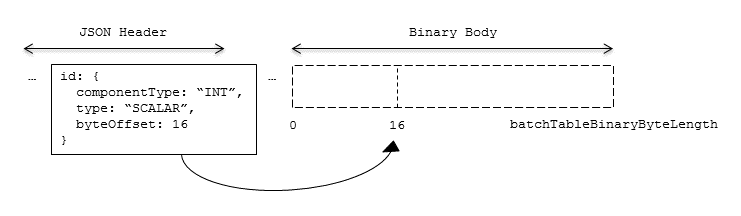 JSON Header
Binary Body
…
id: {
componentType: “INT”,
type: “SCALAR”,
byteOffset: 16
}
…
0
16
batchTableBinaryByteLength